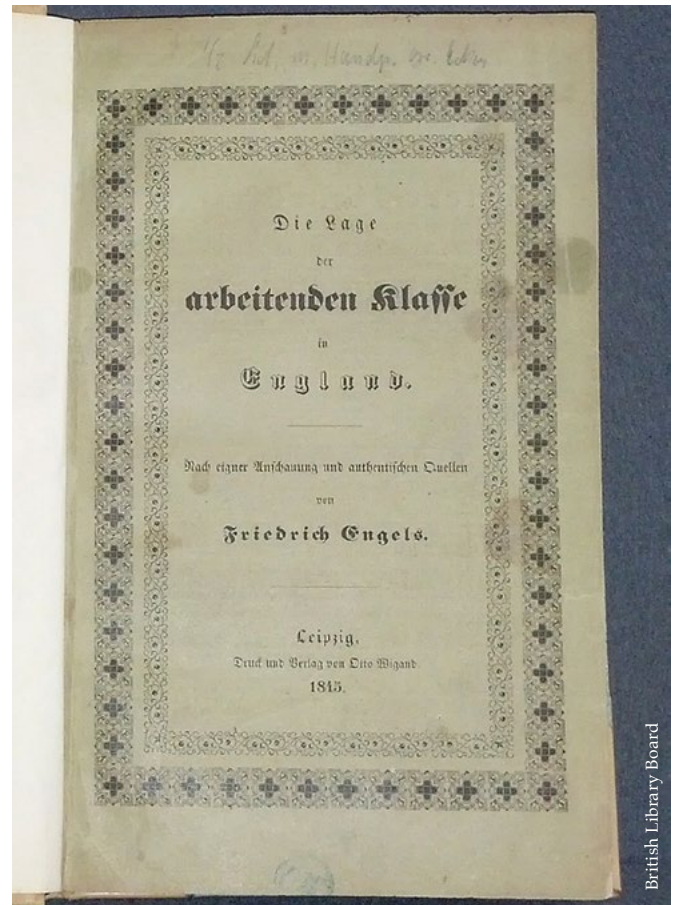 Die Lage
der
arbeitenden Klasse
in
England.
Nach eigner Anschauung und authentischen Quellen
von
Friedrich Engels.
Leipzig.
Druck und Verlag von Otto Wigand.
1845.
British Library Board